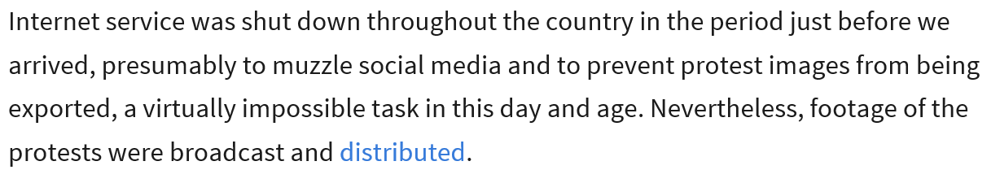 Internet service was shut down throughout the country in the period just before we
arrived, presumably to muzzle social media and to prevent protest images from being
exported, a virtually impossible task in this day and age. Nevertheless, footage of the
protests were broadcast and distributed.